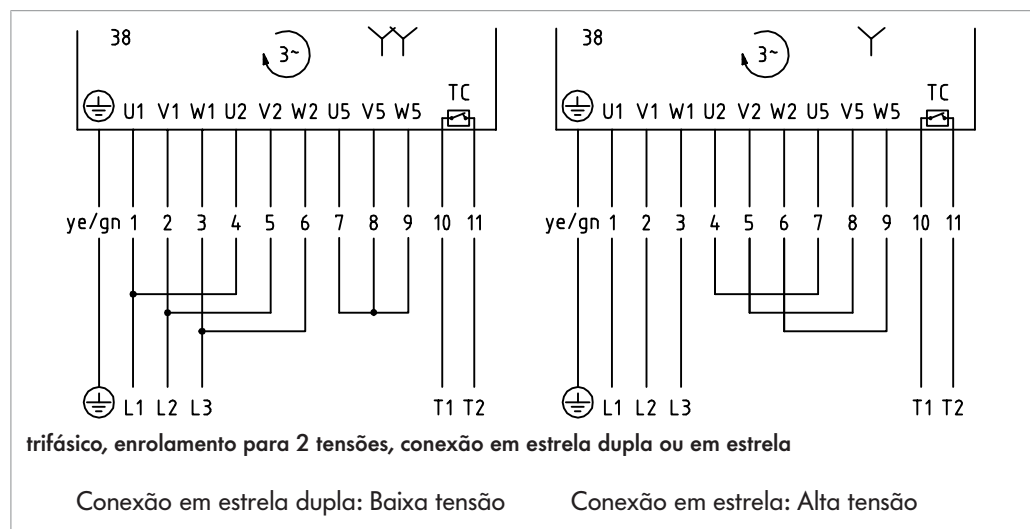 38 3~ 38 3~
TC TC
U1 V1 W1 U2 V2 W2 U5 V5 W5 U1 V1 W1 U2 V2 W2 U5 V5 W5
ye/gn 1 2 3 4 5 6 7 8 9 10 11 ye/gn 1 2 3 4 5 6 7 8 9 10 11
L1 L2 L3 T1 T2 L1 L2 L3 T1 T2
trifásico, enrolamento para 2 tensões, conexão em estrela dupla ou em estrela
Conexão em estrela dupla: Baixa tensão Conexão em estrela: Alta tensão